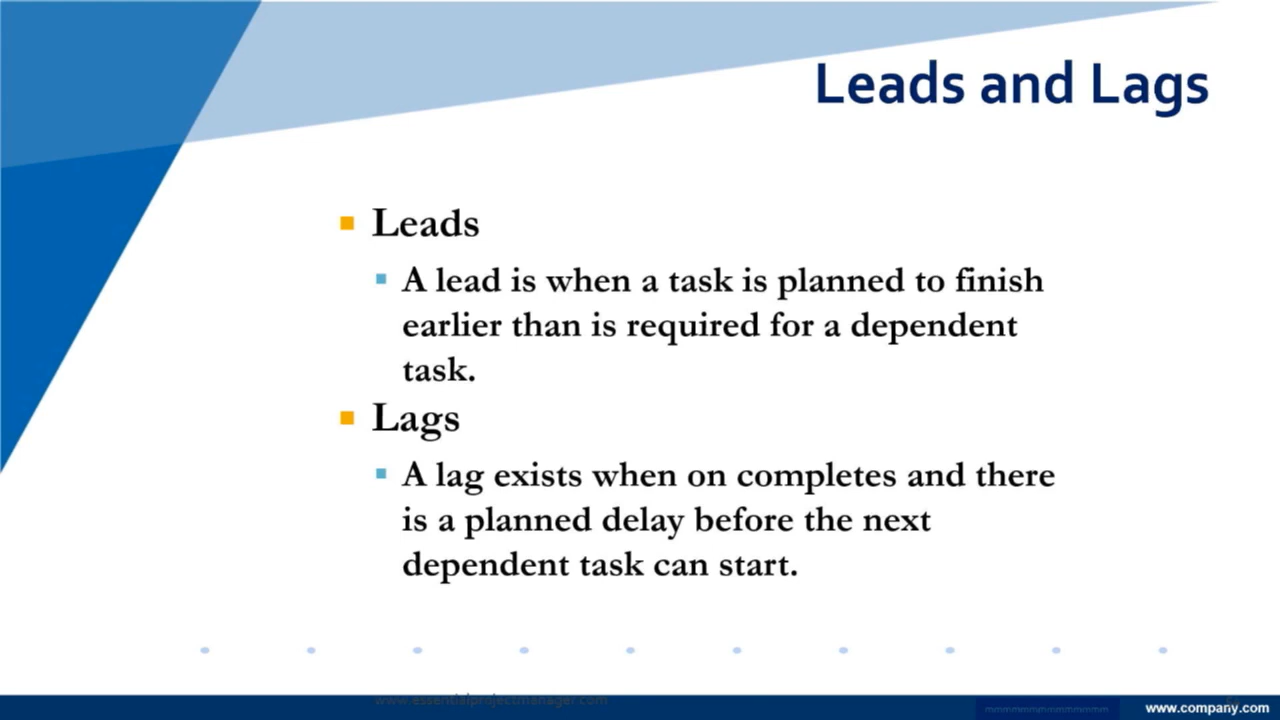 Leads and Lags
Leads
A lead is when a task is planned to finish
earlier than is required for a dependent
task.
Lags
A lag exists when on completes and there
is a planned delay before the next
dependent task can start.
www.essentialprojectmanager.com
www.company.com